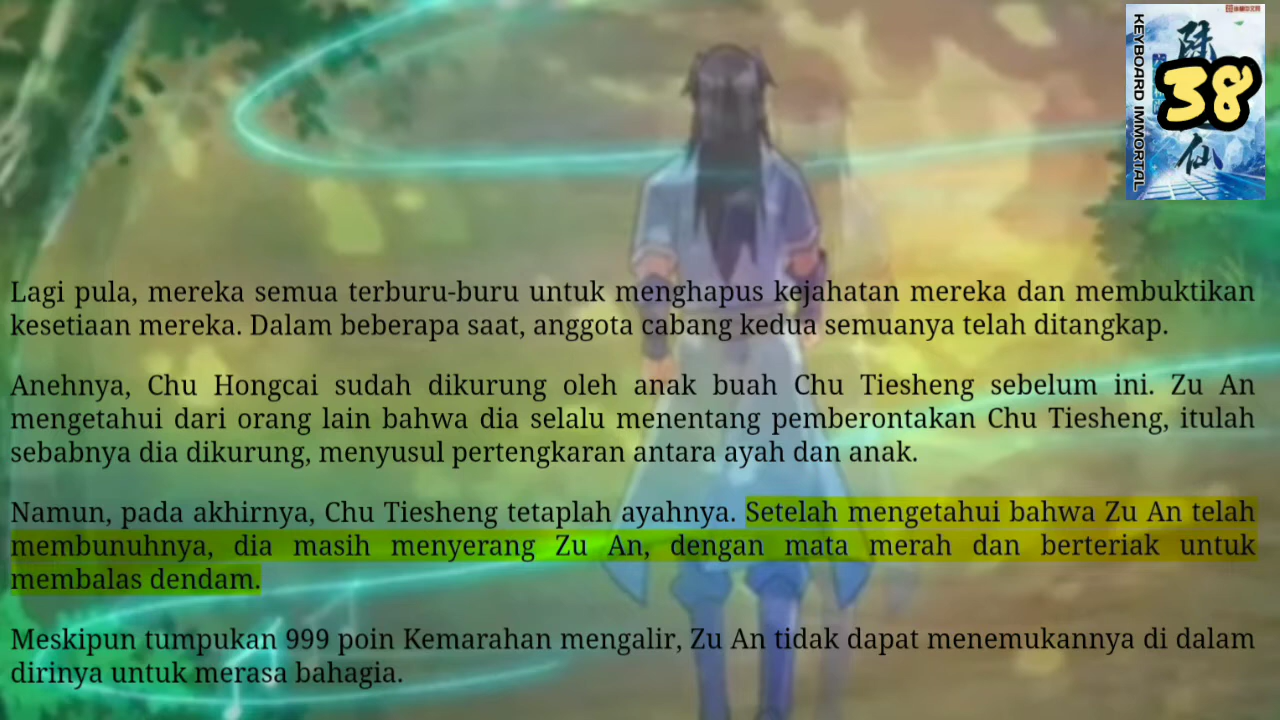 KEYBOARD IMMORTAL
38
仙
Lagi pula, mereka semua terburu-buru untuk menghapus kejahatan mereka dan membuktikan
kesetiaan mereka. Dalam beberapa saat, anggota cabang kedua semuanya telah ditangkap.
Anehnya, Chu Hongcai sudah dikurung oleh anak buah Chu Tiesheng sebelum ini. Zu An
mengetahui dari orang lain bahwa dia selalu menentang pemberontakan Chu Tiesheng, itulah
sebabnya dia dikurung, menyusul pertengkaran antara ayah dan anak.
Namun, pada akhirnya, Chu Tiesheng tetaplah ayahnya. Setelah mengetahui bahwa Zu An telah
membunuhnya, dia masih menyerang Zu An, dengan mata merah dan berteriak untuk
membalas dendam.
Meskipun tumpukan 999 poin Kemarahan mengalir, Zu An tidak dapat menemukannya di dalam
dirinya untuk merasa bahagia.